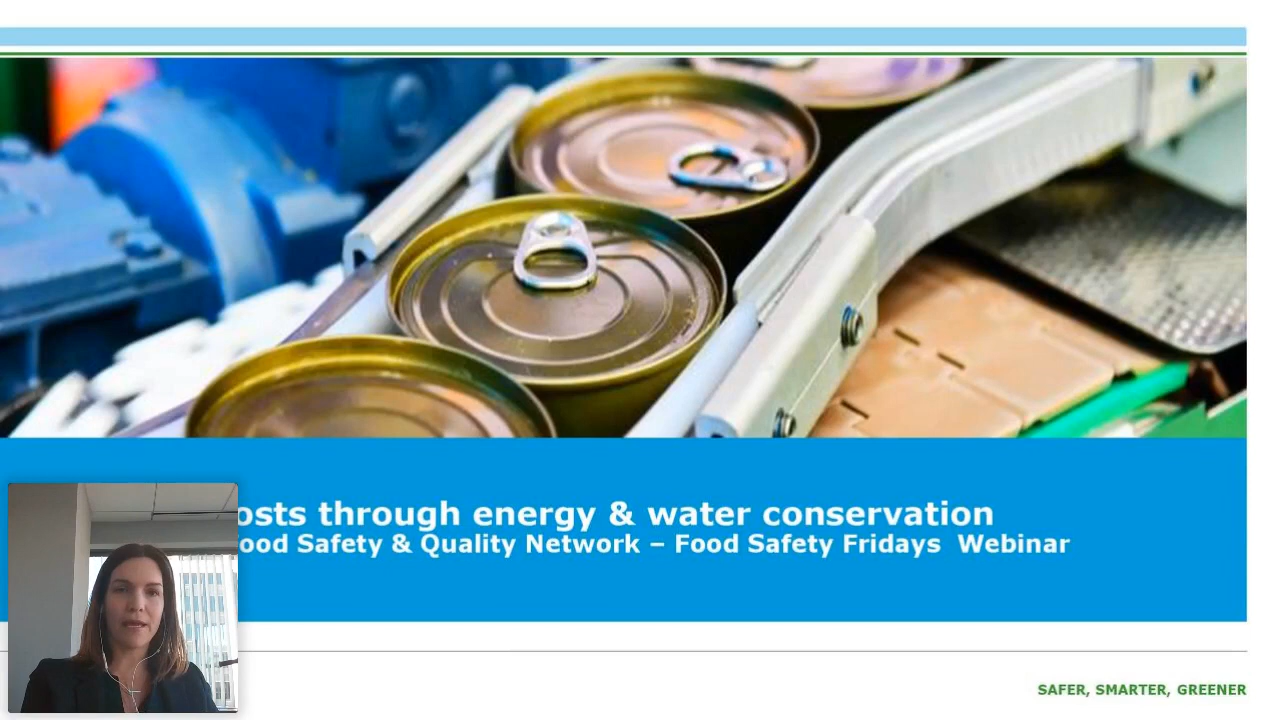 osts through energy & water conservation
ood Safety & Quality Network – Food Safety Fridays Webinar
SAFER, SMARTER, GREENER